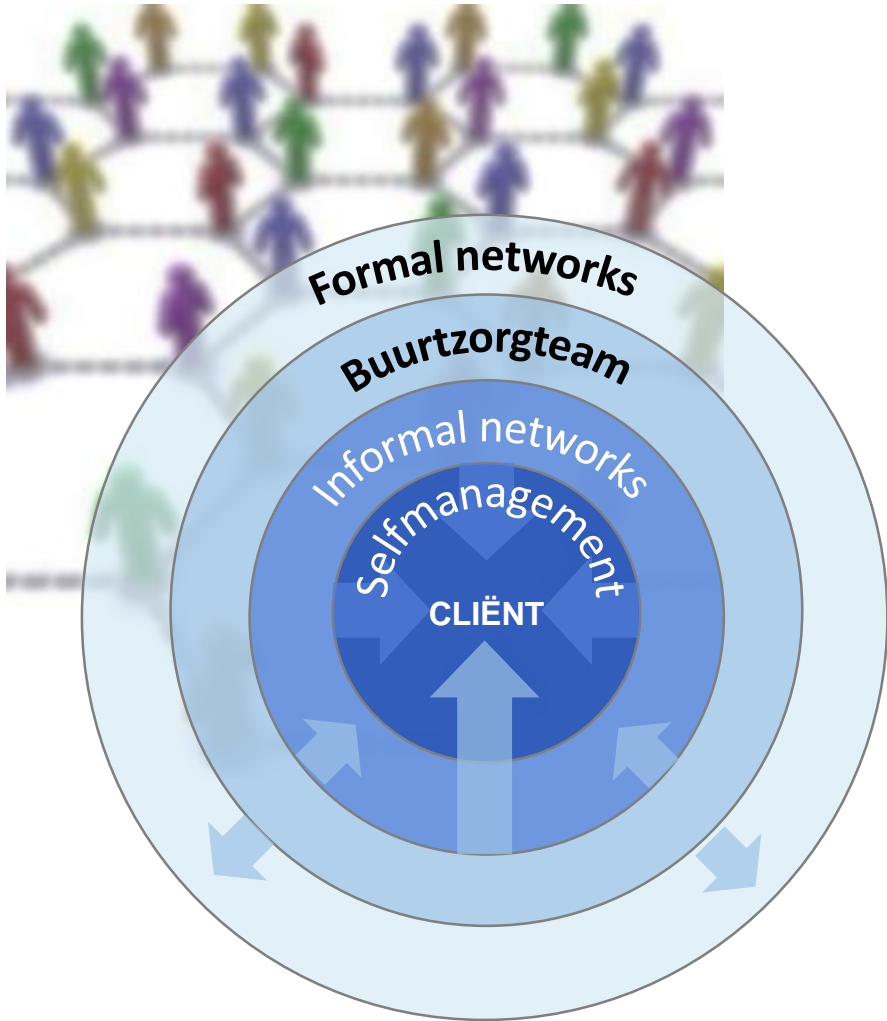 Formal networks
Buurtzorgteam
Informal networks
Selfmanagement
CLIËNT